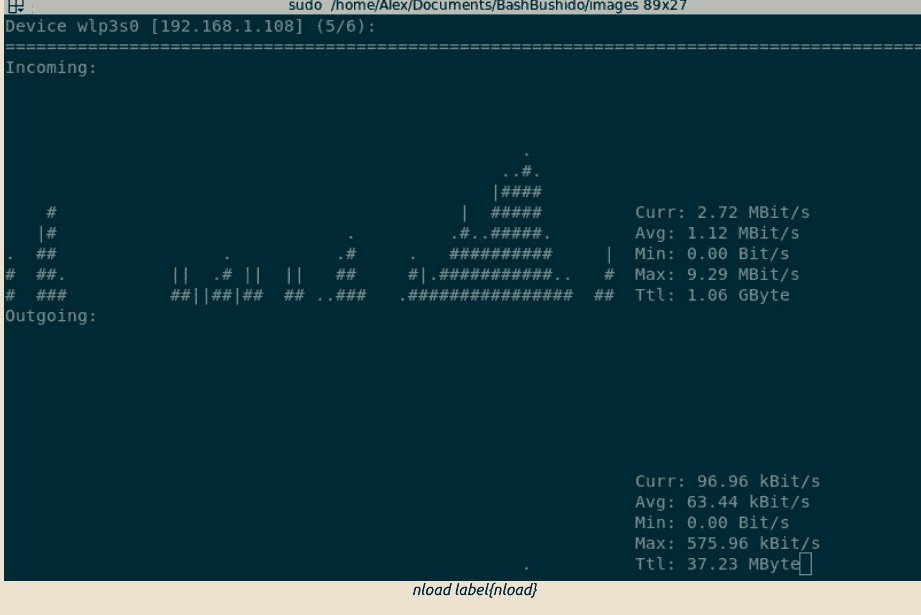 sudo /home/Alex/Documents/BashBushido/images 89x27
Device wlp3s0 [192.168.1.108] (5/6):
================================================================================
Incoming:
Curr: 2.72 MBit/s
Avg: 1.12 MBit/s
Min: 0.00 Bit/s
Max: 9.29 MBit/s
Ttl: 1.06 GByte
Outgoing:
Curr: 96.96 kBit/s
Avg: 63.44 kBit/s
Min: 0.00 Bit/s
Max: 575.96 kBit/s
Ttl: 37.23 MByte
nload label{nload}